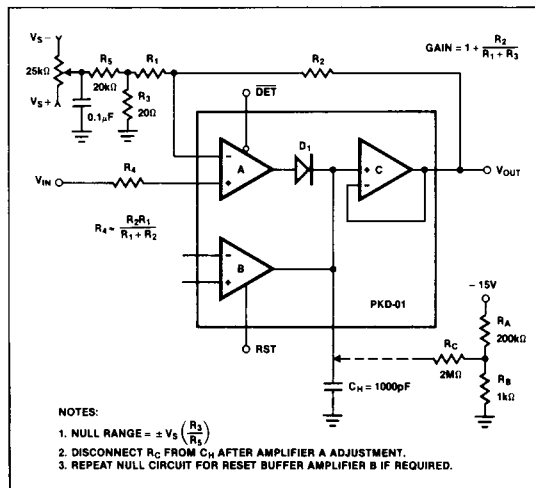 VS–
25kΩ
VS+
R5
20kΩ
R1
R3
20Ω
0.1µF
R2
GAIN = 1 + R2 / (R1 + R3)
DET
A
–
+
D1
+
–
C
VOUT
VIN
R4
R4 ≈ R2R1 / (R1 + R2)
–
+
B
PKD-01
RST
– 15V
RA
200kΩ
RC
2MΩ
RB
1kΩ
CH = 1000pF
NOTES:
1. NULL RANGE = ± VS (R3 / R5)
2. DISCONNECT RC FROM CH AFTER AMPLIFIER A ADJUSTMENT.
3. REPEAT NULL CIRCUIT FOR RESET BUFFER AMPLIFIER B IF REQUIRED.